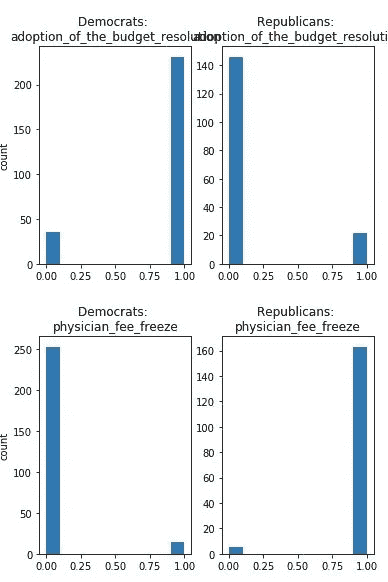 Democrats: Republicans:
adoption_of_the_budget_resolution adoption_of_the_budget_resoluti
count
200
150
100
50
0
140
120
100
80
60
40
20
0
0.00 0.25 0.50 0.75 1.00
0.00 0.25 0.50 0.75 1.00
Democrats: Republicans:
physician_fee_freeze physician_fee_freeze
count
250
200
150
100
50
0
160
140
120
100
80
60
40
20
0
0.00 0.25 0.50 0.75 1.00
0.00 0.25 0.50 0.75 1.00